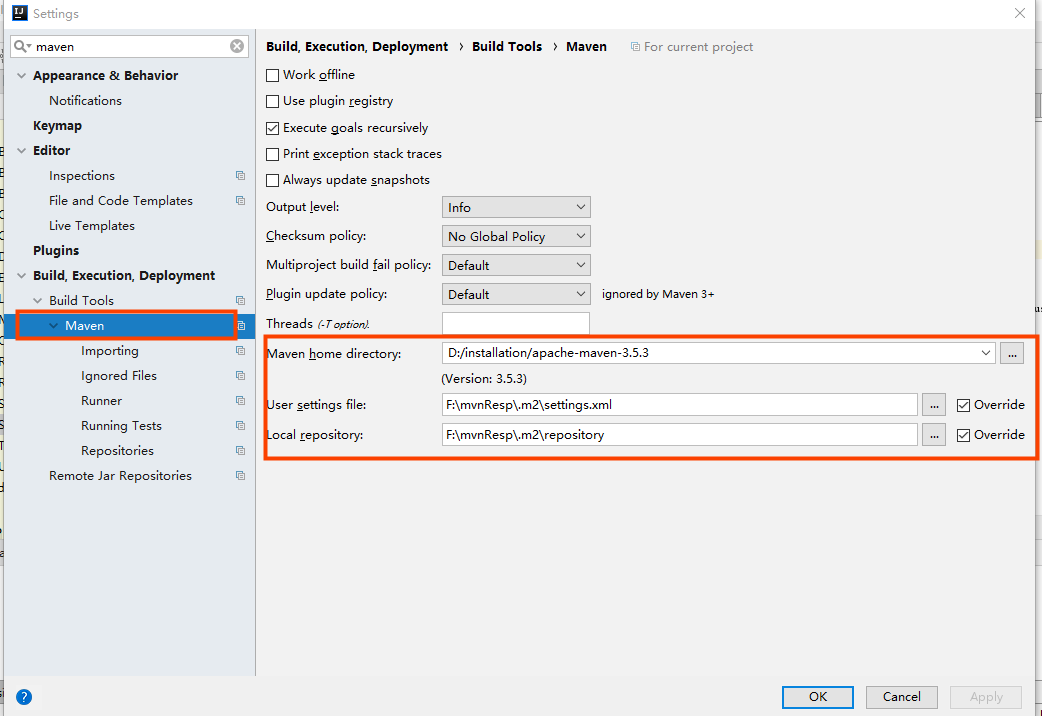 Settings
maven
Build, Execution, Deployment › Build Tools › Maven For current project
Appearance & Behavior
Notifications
Keymap
Editor
Inspections
File and Code Templates
Live Templates
Plugins
Build, Execution, Deployment
Build Tools
Maven
Importing
Ignored Files
Runner
Running Tests
Repositories
Remote Jar Repositories
Work offline
Use plugin registry
Execute goals recursively
Print exception stack traces
Always update snapshots
Output level: Info
Checksum policy: No Global Policy
Multiproject build fail policy: Default
Plugin update policy: Default ignored by Maven 3+
Threads (-T option).
Maven home directory: D:/installation/apache-maven-3.5.3 ...
(Version: 3.5.3)
User settings file: F:\mvnResp\.m2\settings.xml ... Override
Local repository: F:\mvnResp\.m2\repository ... Override
?
OK Cancel Apply